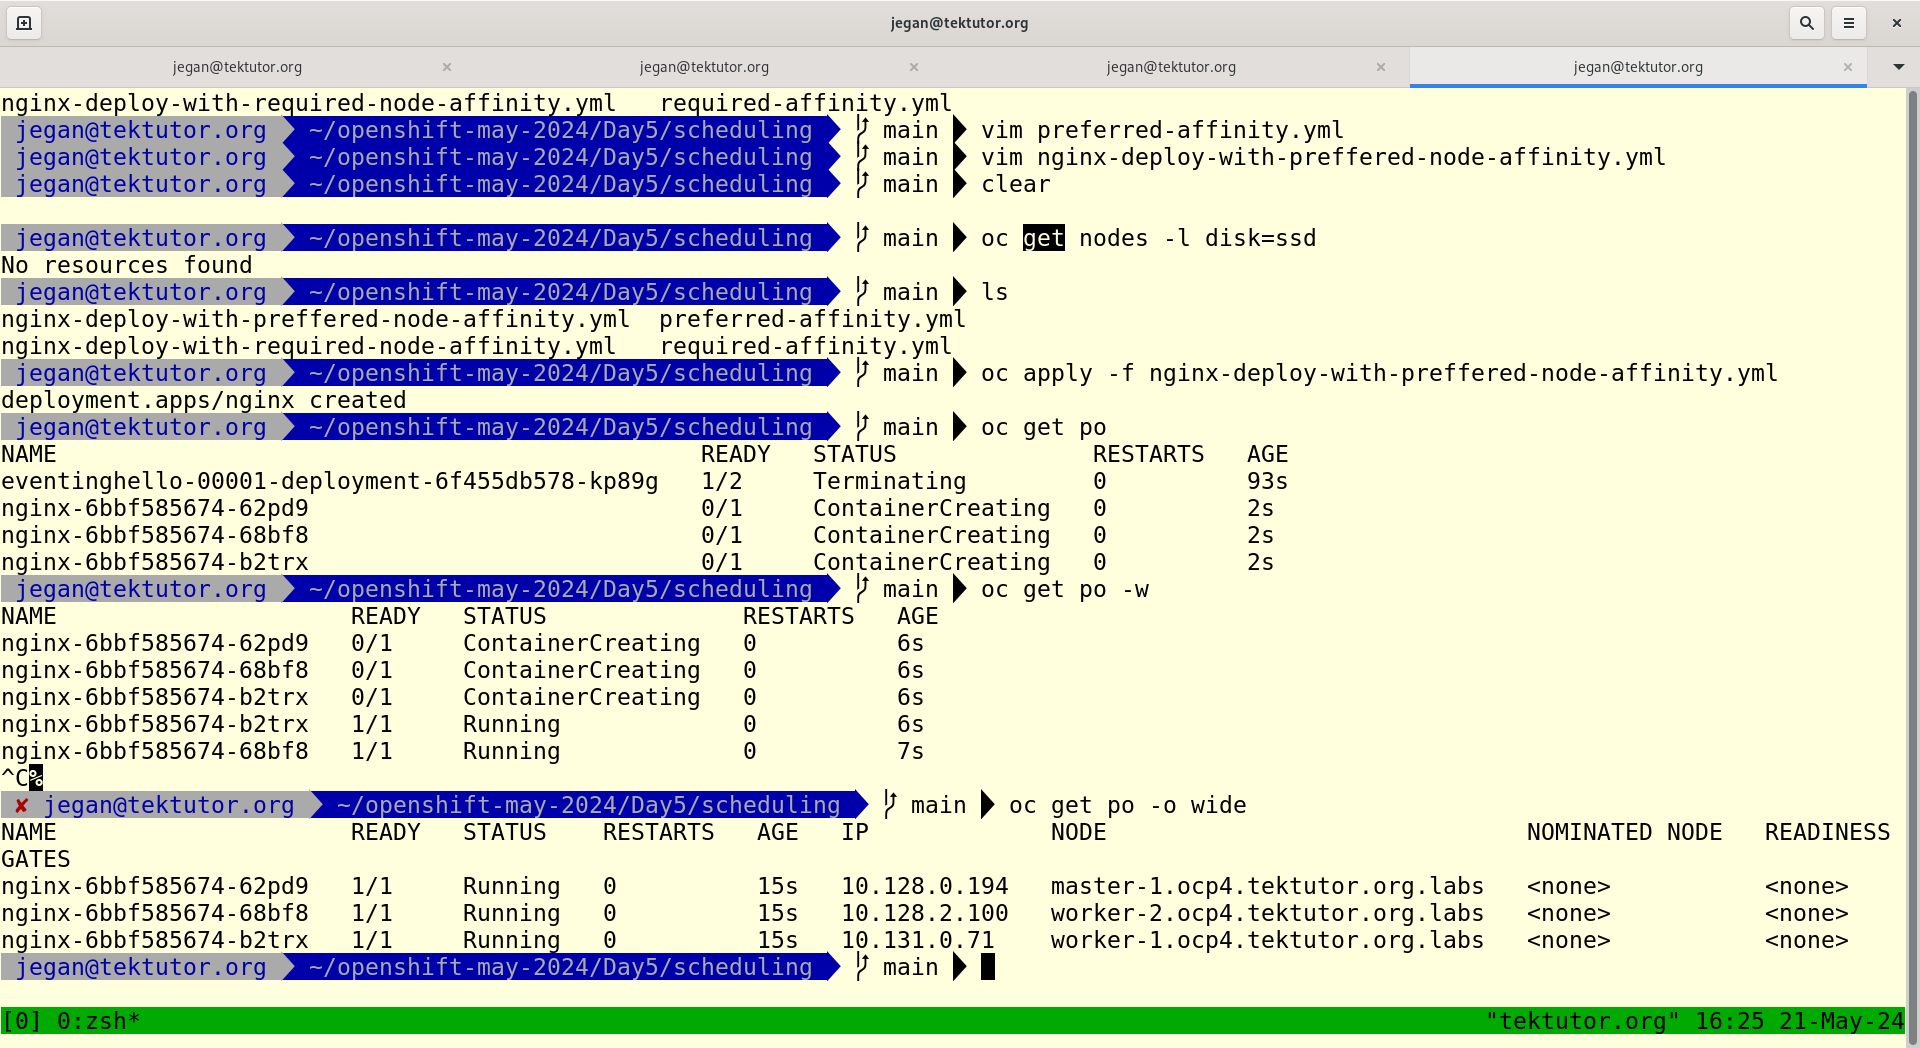 jegan@tektutor.org
jegan@tektutor.org jegan@tektutor.org jegan@tektutor.org jegan@tektutor.org
nginx-deploy-with-required-node-affinity.yml   required-affinity.yml
jegan@tektutor.org ~/openshift-may-2024/Day5/scheduling main vim preferred-affinity.yml
jegan@tektutor.org ~/openshift-may-2024/Day5/scheduling main vim nginx-deploy-with-preffered-node-affinity.yml
jegan@tektutor.org ~/openshift-may-2024/Day5/scheduling main clear
jegan@tektutor.org ~/openshift-may-2024/Day5/scheduling main oc get nodes -l disk=ssd
No resources found
jegan@tektutor.org ~/openshift-may-2024/Day5/scheduling main ls
nginx-deploy-with-preffered-node-affinity.yml  preferred-affinity.yml
nginx-deploy-with-required-node-affinity.yml   required-affinity.yml
jegan@tektutor.org ~/openshift-may-2024/Day5/scheduling main oc apply -f nginx-deploy-with-preffered-node-affinity.yml
deployment.apps/nginx created
jegan@tektutor.org ~/openshift-may-2024/Day5/scheduling main oc get po
NAME READY STATUS RESTARTS AGE
eventinghello-00001-deployment-6f455db578-kp89g 1/2 Terminating 0 93s
nginx-6bbf585674-62pd9 0/1 ContainerCreating 0 2s
nginx-6bbf585674-68bf8 0/1 ContainerCreating 0 2s
nginx-6bbf585674-b2trx 0/1 ContainerCreating 0 2s
jegan@tektutor.org ~/openshift-may-2024/Day5/scheduling main oc get po -w
NAME READY STATUS RESTARTS AGE
nginx-6bbf585674-62pd9 0/1 ContainerCreating 0 6s
nginx-6bbf585674-68bf8 0/1 ContainerCreating 0 6s
nginx-6bbf585674-b2trx 0/1 ContainerCreating 0 6s
nginx-6bbf585674-b2trx 1/1 Running 0 6s
nginx-6bbf585674-68bf8 1/1 Running 0 7s
^C%
✘ jegan@tektutor.org ~/openshift-may-2024/Day5/scheduling main oc get po -o wide
NAME READY STATUS RESTARTS AGE IP NODE NOMINATED NODE READINESS
GATES
nginx-6bbf585674-62pd9 1/1 Running 0 15s 10.128.0.194 master-1.ocp4.tektutor.org.labs <none> <none>
nginx-6bbf585674-68bf8 1/1 Running 0 15s 10.128.2.100 worker-2.ocp4.tektutor.org.labs <none> <none>
nginx-6bbf585674-b2trx 1/1 Running 0 15s 10.131.0.71 worker-1.ocp4.tektutor.org.labs <none> <none>
jegan@tektutor.org ~/openshift-may-2024/Day5/scheduling main
[0] 0:zsh* "tektutor.org" 16:25 21-May-24